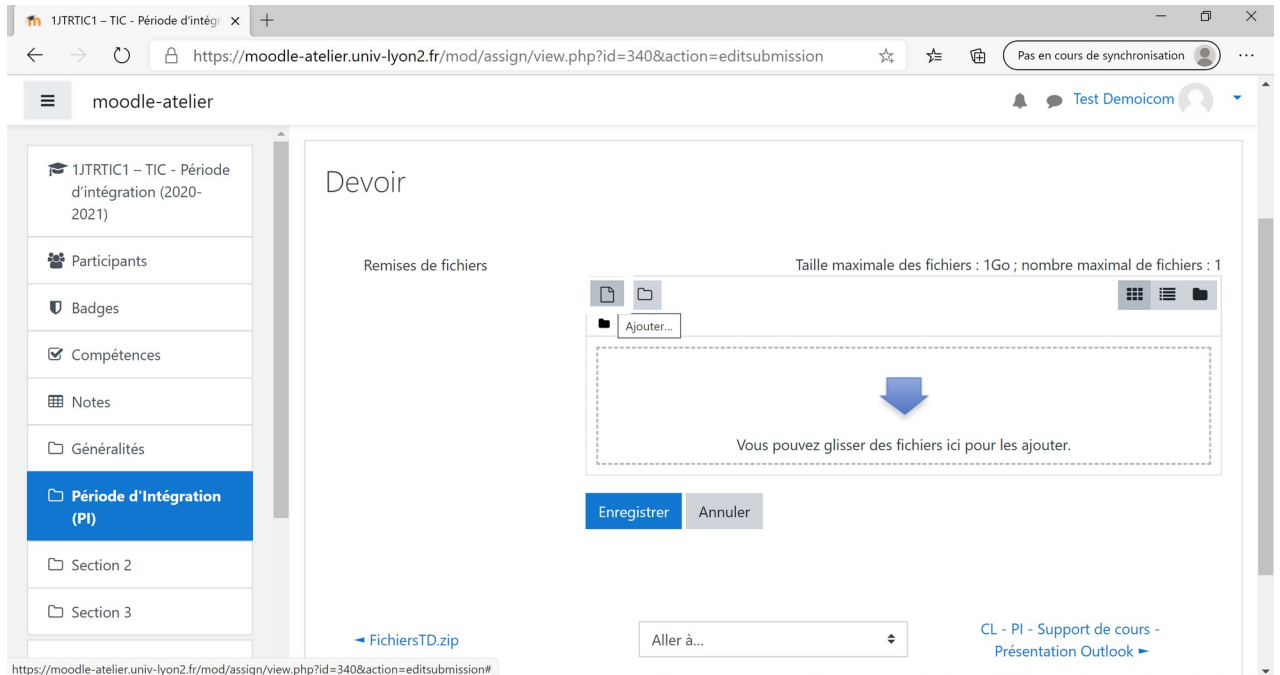 1JTRTIC1 – TIC - Période d'intégr
https://moodle-atelier.univ-lyon2.fr/mod/assign/view.php?id=340&action=editsubmission
Pas en cours de synchronisation
moodle-atelier
Test Demoicom
1JTRTIC1 – TIC - Période
d'intégration (2020-
2021)
Participants
Badges
Compétences
Notes
Généralités
Période d'Intégration
(PI)
Section 2
Section 3
Devoir
Remises de fichiers
Taille maximale des fichiers : 1Go ; nombre maximal de fichiers : 1
Ajouter...
Vous pouvez glisser des fichiers ici pour les ajouter.
Enregistrer
Annuler
◄ FichiersTD.zip
Aller à...
CL - PI - Support de cours -
Présentation Outlook ►
https://moodle-atelier.univ-lyon2.fr/mod/assign/view.php?id=340&action=editsubmission#